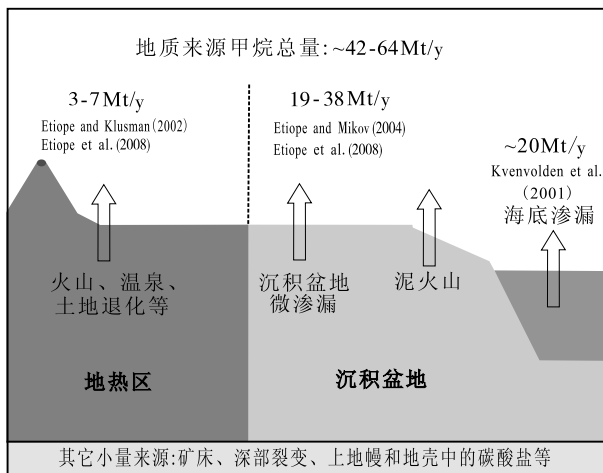 地质来源甲烷总量:~42-64Mt/y
3-7Mt/y
Etiope and Klusman(2002)
Etiope et al.(2008)
19-38Mt/y
Etiope and Mikov(2004)
Etiope et al.(2008)
~20Mt/y
Kvenvolden et al.
(2001)
海底渗漏
火山、温泉、
土地退化等
沉积盆地
微渗漏
泥火山
地热区
沉积盆地
其它小量来源:矿床、深部裂变、上地幔和地壳中的碳酸盐等